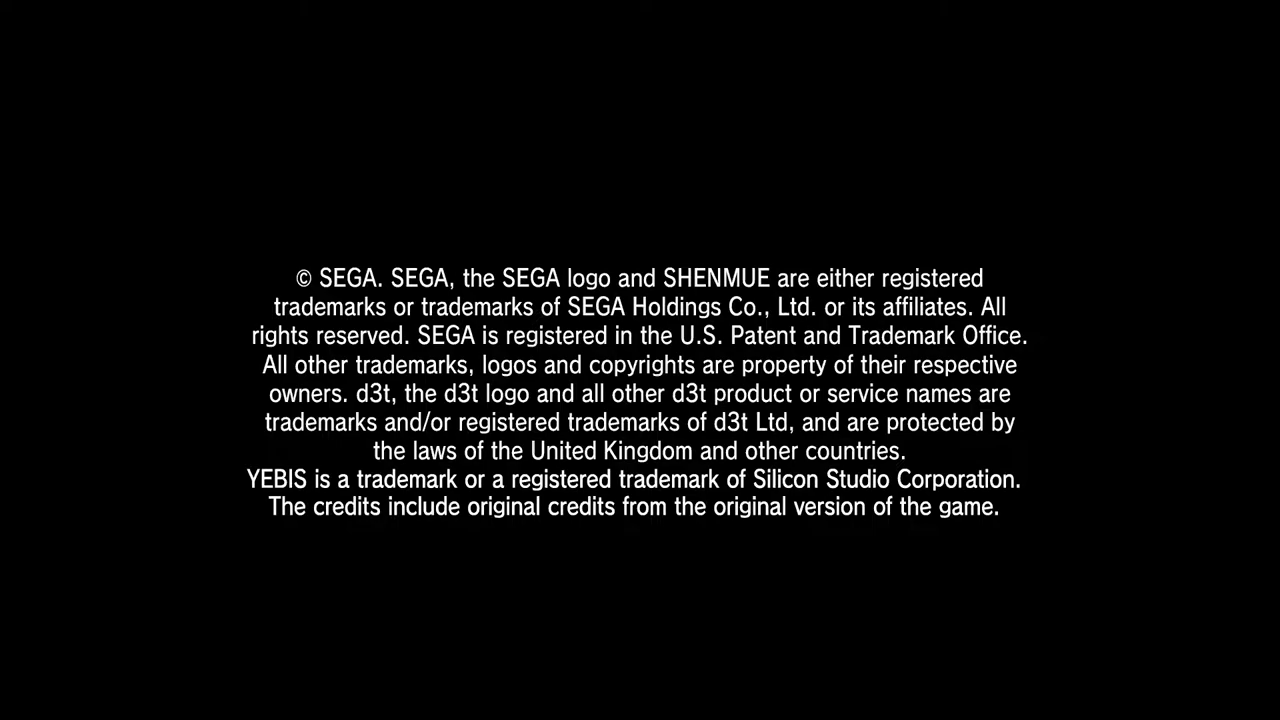 © SEGA. SEGA, the SEGA logo and SHENMUE are either registered
trademarks or trademarks of SEGA Holdings Co., Ltd. or its affiliates. All
rights reserved. SEGA is registered in the U.S. Patent and Trademark Office.
All other trademarks, logos and copyrights are property of their respective
owners. d3t, the d3t logo and all other d3t product or service names are
trademarks and/or registered trademarks of d3t Ltd, and are protected by
the laws of the United Kingdom and other countries.
YEBIS is a trademark or a registered trademark of Silicon Studio Corporation.
The credits include original credits from the original version of the game.